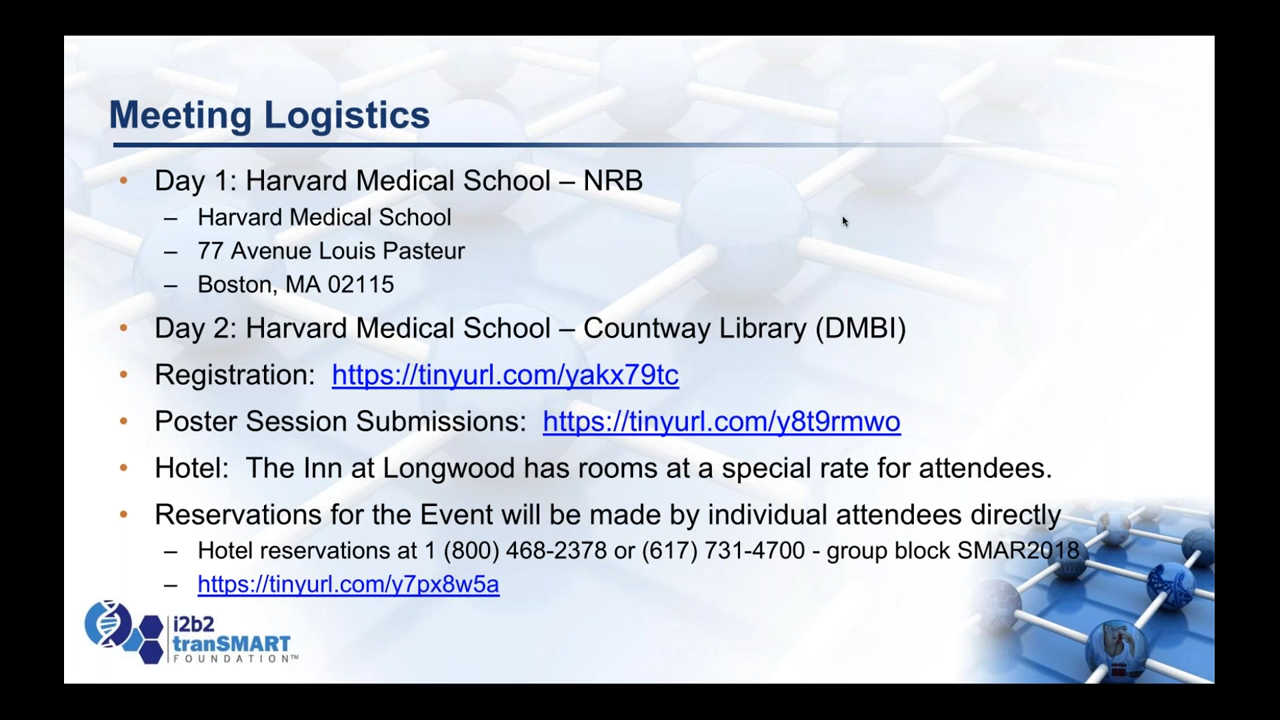 Meeting Logistics
• Day 1: Harvard Medical School – NRB
– Harvard Medical School
– 77 Avenue Louis Pasteur
– Boston, MA 02115
• Day 2: Harvard Medical School – Countway Library (DMBI)
• Registration: https://tinyurl.com/yakx79tc
• Poster Session Submissions: https://tinyurl.com/y8t9rmwo
• Hotel: The Inn at Longwood has rooms at a special rate for attendees.
• Reservations for the Event will be made by individual attendees directly
– Hotel reservations at 1 (800) 468-2378 or (617) 731-4700 - group block SMAR2018
– https://tinyurl.com/y7px8w5a
i2b2
tranSMART
FOUNDATION™